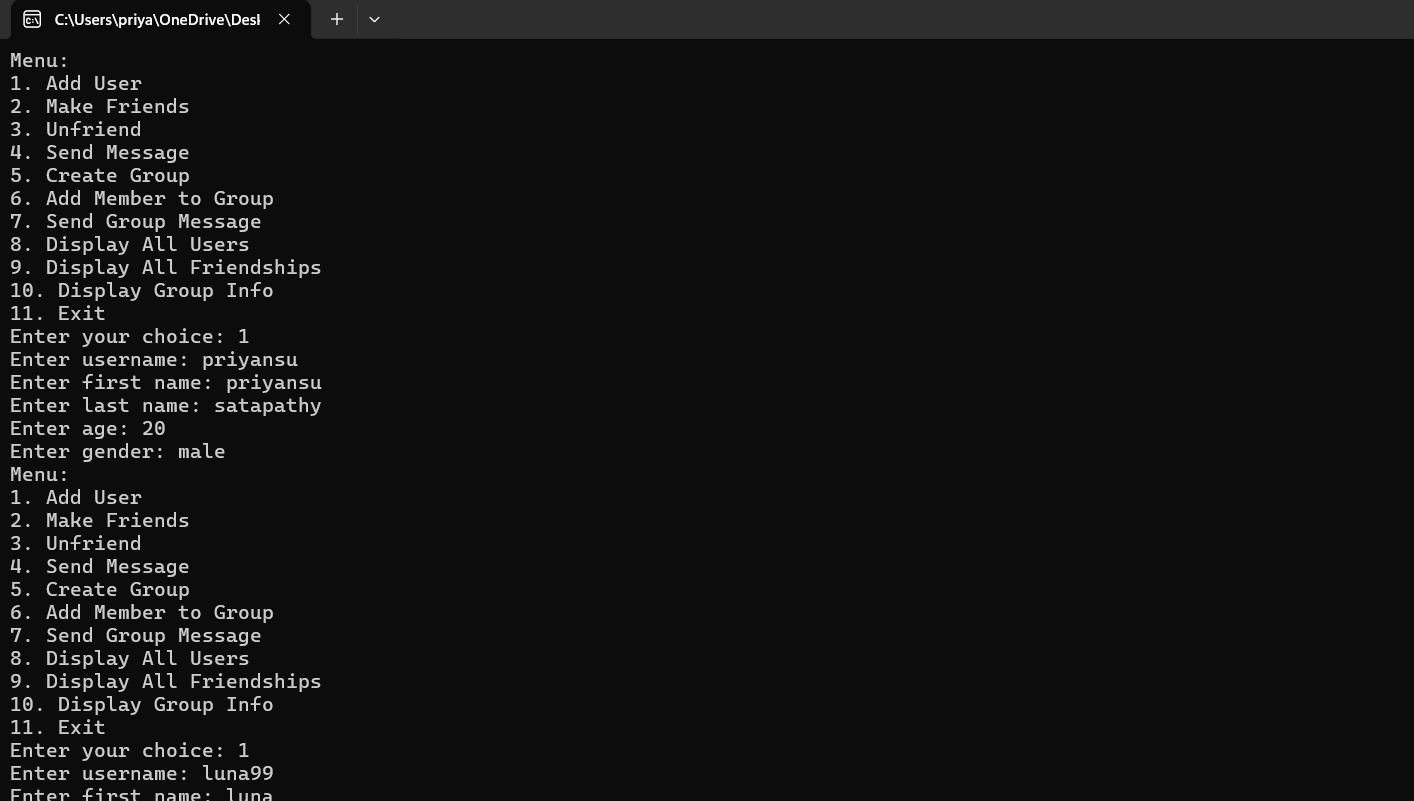 C:\Users\priya\OneDrive\Desl
Menu:
1. Add User
2. Make Friends
3. Unfriend
4. Send Message
5. Create Group
6. Add Member to Group
7. Send Group Message
8. Display All Users
9. Display All Friendships
10. Display Group Info
11. Exit
Enter your choice: 1
Enter username: priyansu
Enter first name: priyansu
Enter last name: satapathy
Enter age: 20
Enter gender: male
Menu:
1. Add User
2. Make Friends
3. Unfriend
4. Send Message
5. Create Group
6. Add Member to Group
7. Send Group Message
8. Display All Users
9. Display All Friendships
10. Display Group Info
11. Exit
Enter your choice: 1
Enter username: luna99
Enter first name: luna